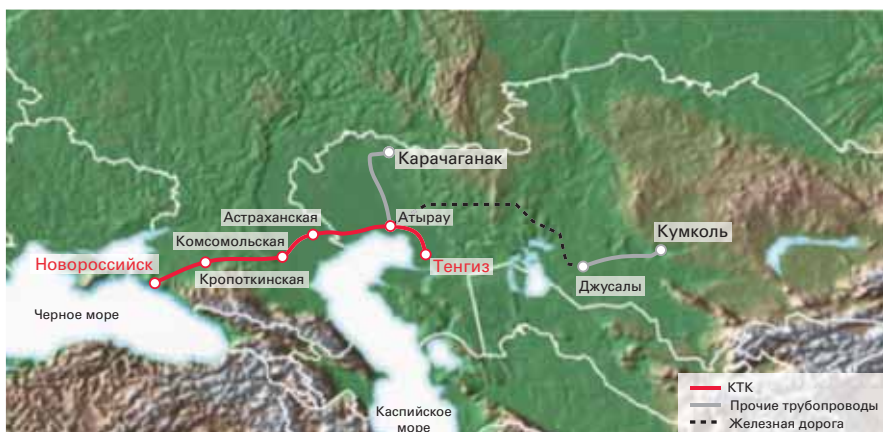 Карачаганак
Астраханская
Атырау
Комсомольская
Кумколь
Новороссийск
Тенгиз
Кропоткинская
Джусалы
Черное море
Каспийское
море
КТК
Прочие трубопроводы
Железная дорога